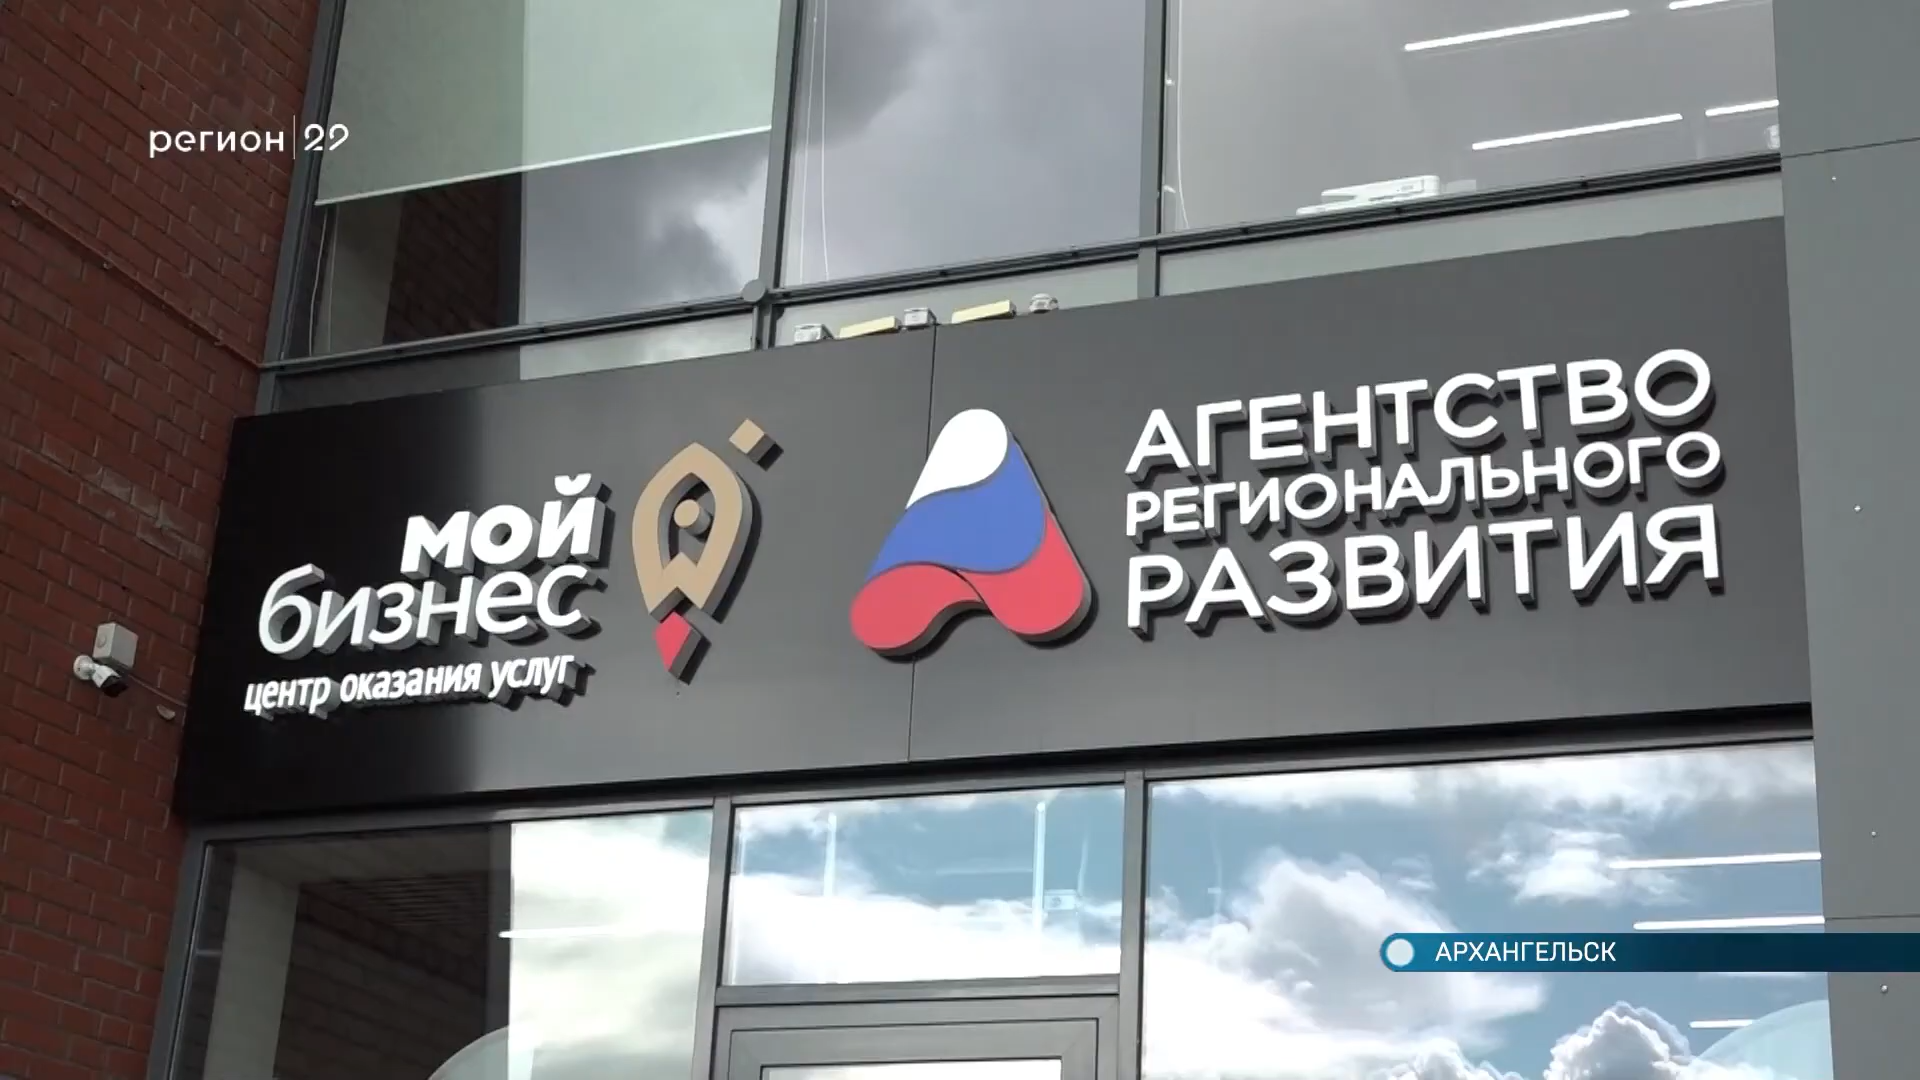 регион|29
мой
бизнес
центр оказания услуг
АГЕНТСТВО
РЕГИОНАЛЬНОГО
РАЗВИТИЯ
АРХАНГЕЛЬСК